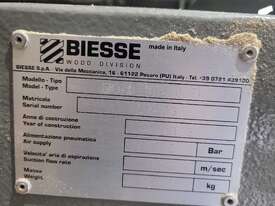 BIESSE made in Italy
WOOD DIVISION
BIESSE S.p.A. - Via della Meccanica, 16 - 61122 Pesaro (PU) Italy - Tel. +39 0721 439100
Modello - Tipo
Model - Type
Matricola
Serial number
Anno di costruzione
Year of construction
Alimentazione pneumatica
Air supply
Bar
Velocita' aria di aspirazione
Suction flow rate
m/sec
Massa
Weight
kg